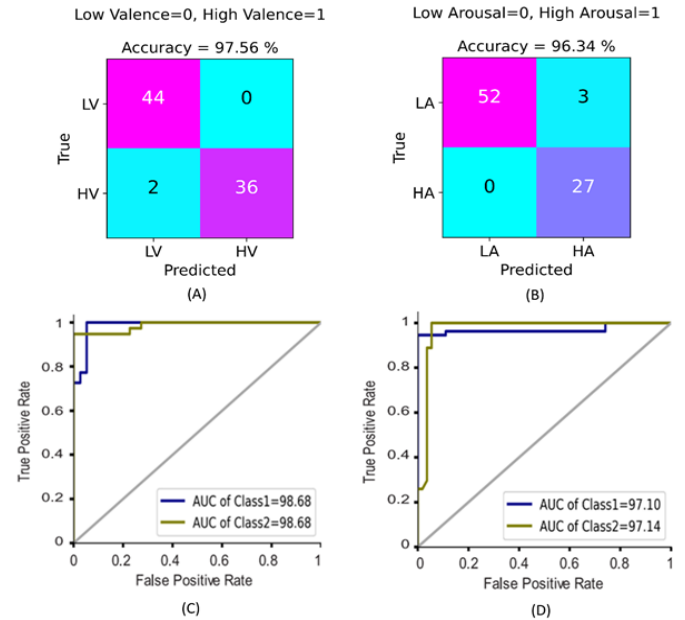 Low Valence=0, High Valence=1
Accuracy = 97.56 %
LV
44
0
True
HV
2
36
LV HV
Predicted
(A)
Low Arousal=0, High Arousal=1
Accuracy = 96.34 %
LA
52
3
True
HA
0
27
LA HA
Predicted
(B)
1
0.8
0.6
0.4
0.2
0
True Positive Rate
AUC of Class1=98.68
AUC of Class2=98.68
0 0.2 0.4 0.6 0.8 1
False Positive Rate
(C)
1
0.8
0.6
0.4
0.2
0
True Positive Rate
AUC of Class1=97.10
AUC of Class2=97.14
0 0.2 0.4 0.6 0.8 1
False Positive Rate
(D)